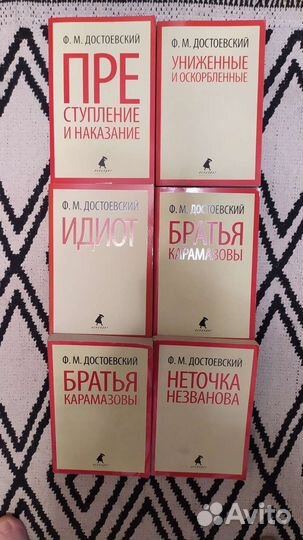 Ф. М. ДОСТОЕВСКИЙ
ПРЕ
СТУПЛЕНИЕ
И НАКАЗАНИЕ
Ф. М. ДОСТОЕВСКИЙ
УНИЖЕННЫЕ
И ОСКОРБЛЕННЫЕ
Ф. М. ДОСТОЕВСКИЙ
ИДИОТ
Ф. М. ДОСТОЕВСКИЙ
БРАТЬЯ
КАРАМАЗОВЫ
Ф. М. ДОСТОЕВСКИЙ
БРАТЬЯ
КАРАМАЗОВЫ
Ф. М. ДОСТОЕВСКИЙ
НЕТОЧКА
НЕЗВАНОВА
Avito